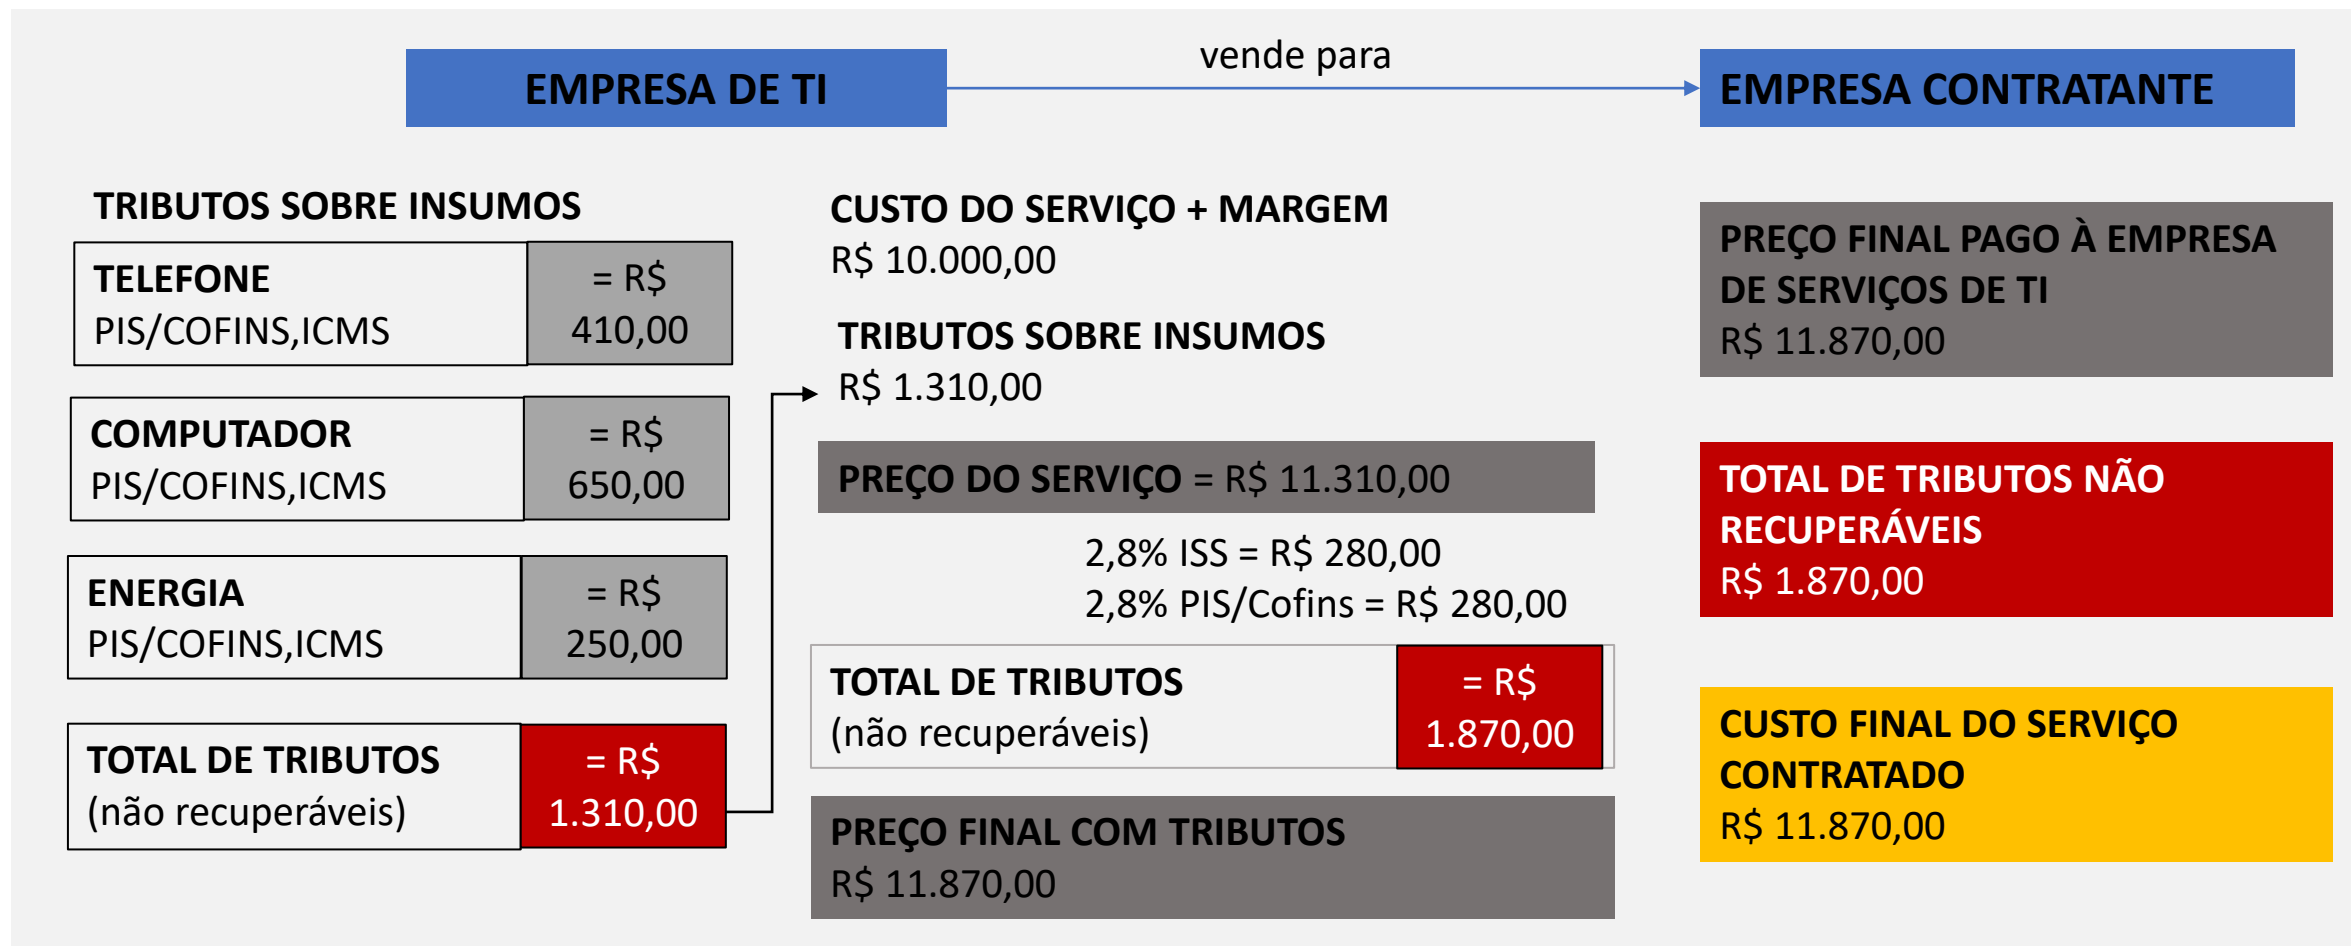 EMPRESA DE TI
vende para
EMPRESA CONTRATANTE
TRIBUTOS SOBRE INSUMOS
TELEFONE
PIS/COFINS,ICMS
= R$
410,00
COMPUTADOR
PIS/COFINS,ICMS
= R$
650,00
ENERGIA
PIS/COFINS,ICMS
= R$
250,00
TOTAL DE TRIBUTOS
(não recuperáveis)
= R$
1.310,00
CUSTO DO SERVIÇO + MARGEM
R$ 10.000,00
TRIBUTOS SOBRE INSUMOS
R$ 1.310,00
PREÇO DO SERVIÇO = R$ 11.310,00
2,8% ISS = R$ 280,00
2,8% PIS/Cofins = R$ 280,00
TOTAL DE TRIBUTOS
(não recuperáveis)
= R$
1.870,00
PREÇO FINAL COM TRIBUTOS
R$ 11.870,00
PREÇO FINAL PAGO À EMPRESA
DE SERVIÇOS DE TI
R$ 11.870,00
TOTAL DE TRIBUTOS NÃO
RECUPERÁVEIS
R$ 1.870,00
CUSTO FINAL DO SERVIÇO
CONTRATADO
R$ 11.870,00